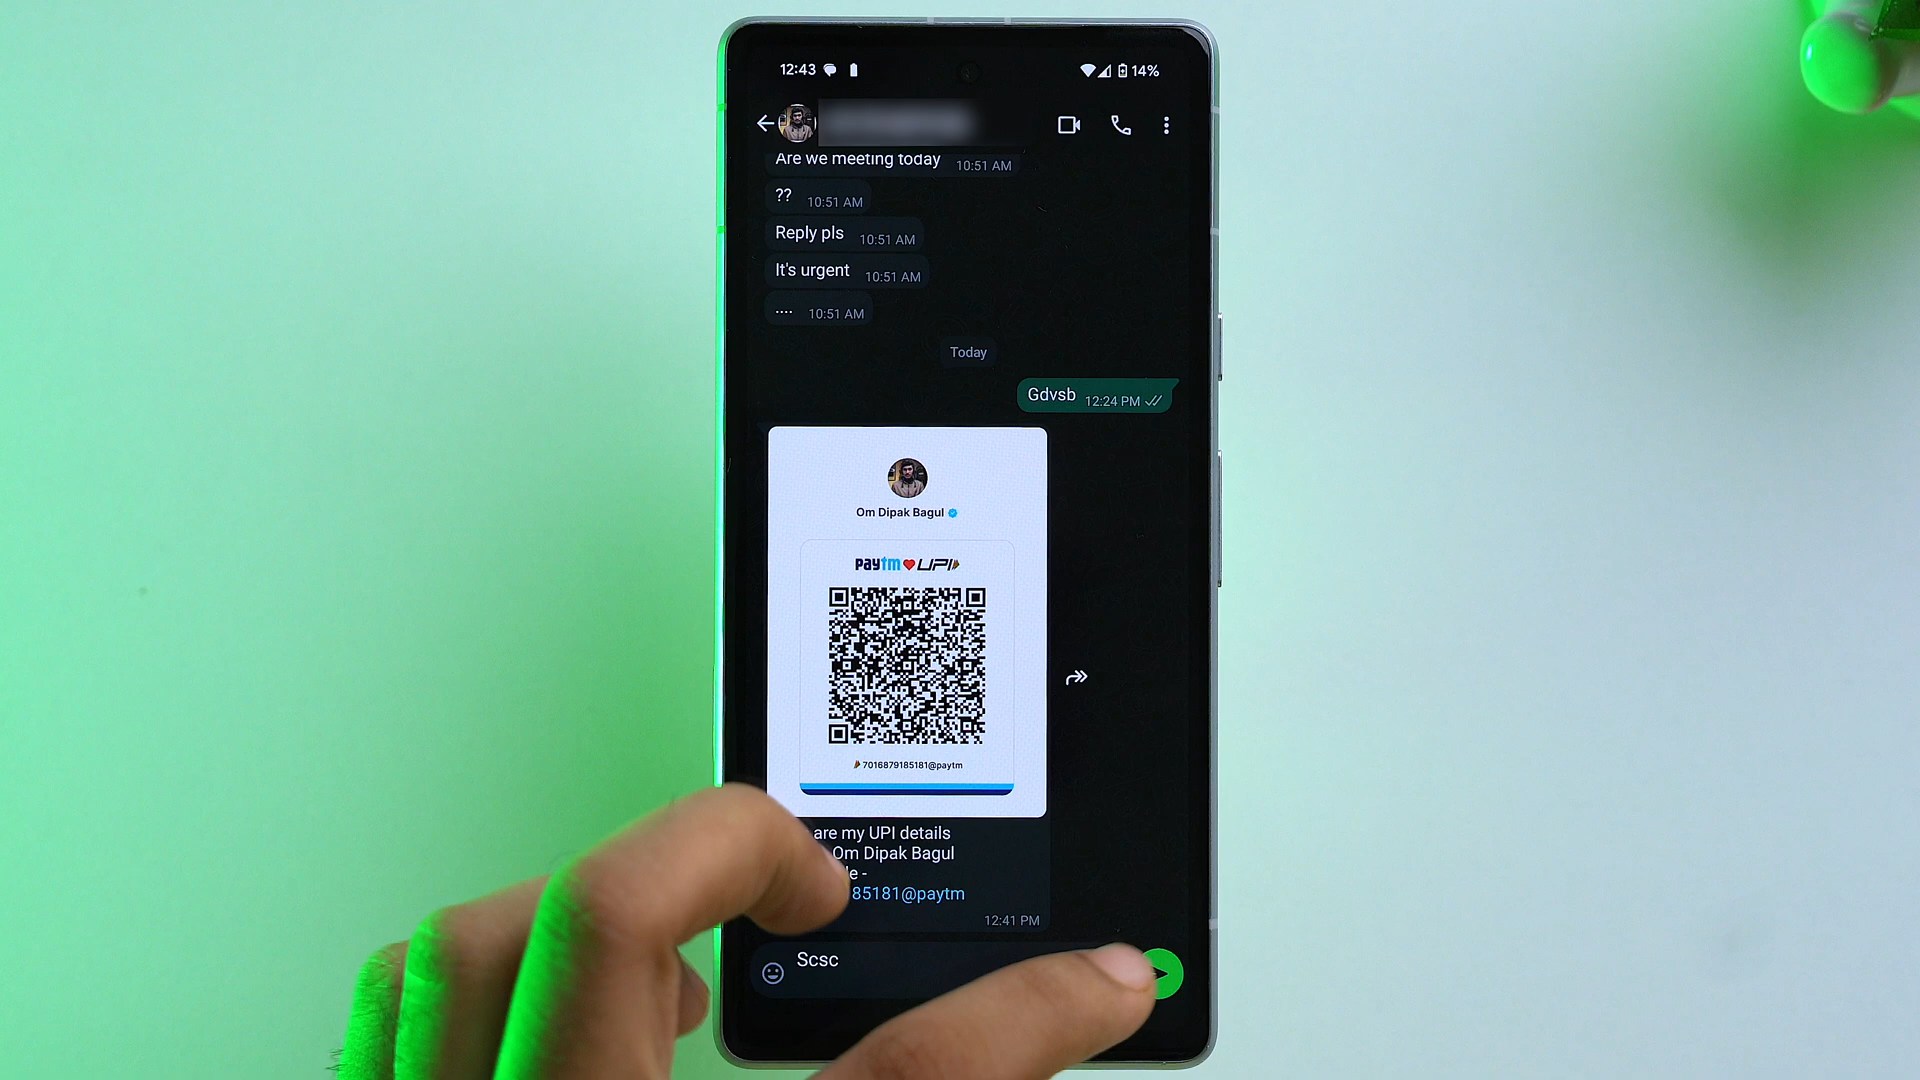 12:43 14%
Are we meeting today 10:51 AM
?? 10:51 AM
Reply pls 10:51 AM
It's urgent 10:51 AM
.... 10:51 AM
Today
Gdvsb 12:24 PM
Om Dipak Bagul
paytm UPI
7016879185181@paytm
are my UPI details
Om Dipak Bagul
le -
85181@paytm
12:41 PM
Scsc